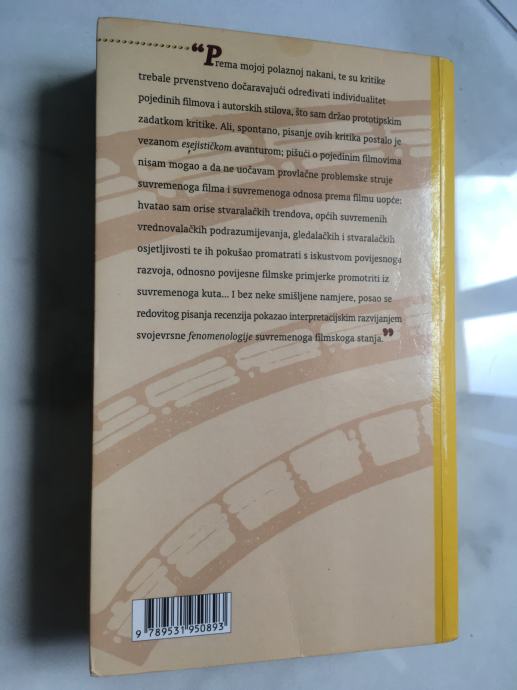 “Prema mojoj polaznoj nakani, te su kritike
trebale prvenstveno dočaravajući određivati individualitet
pojedinih filmova i autorskih stilova, što sam držao prototipskim
zadatkom kritike. Ali, spontano, pisanje ovih kritika postalo je
vezanom esejističkom avanturom; pišući o pojedinim filmovima
nisam mogao a da ne uočavam provlačne problemske struje
suvremenoga filma i suvremenoga odnosa prema filmu uopće:
hvatao sam orise stvaralačkih trendova, općih suvremenih
vrednovalačkih podrazumijevanja, gledalačkih i stvaralačkih
osjetljivosti te ih pokušao promatrati s iskustvom povijesnoga
razvoja, odnosno povijesne filmske primjerke promotriti iz
suvremenoga kuta... I bez neke smišljene namjere, posao se
redovitog pisanja recenzija pokazao interpretacijskim razvijanjem
svojevrsne fenomenologije suvremenoga filmskoga stanja.”
9 789531 950893